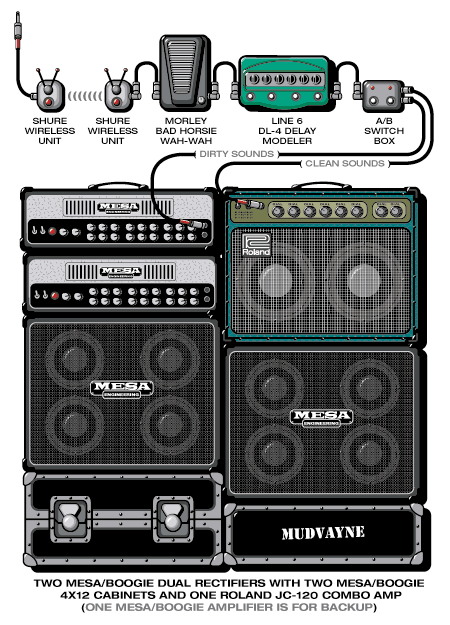 SHURE
WIRELESS
UNIT
SHURE
WIRELESS
UNIT
MORLEY
BAD HORSIE
WAH-WAH
LINE 6
DL-4 DELAY
MODELER
A/B
SWITCH
BOX
DIRTY SOUNDS
CLEAN SOUNDS
MESA
ENGINEERING
MESA
ENGINEERING
Roland
MESA
ENGINEERING
MESA
ENGINEERING
MUDVAYNE
TWO MESA/BOOGIE DUAL RECTIFIERS WITH TWO MESA/BOOGIE
4X12 CABINETS AND ONE ROLAND JC-120 COMBO AMP
(ONE MESA/BOOGIE AMPLIFIER IS FOR BACKUP)